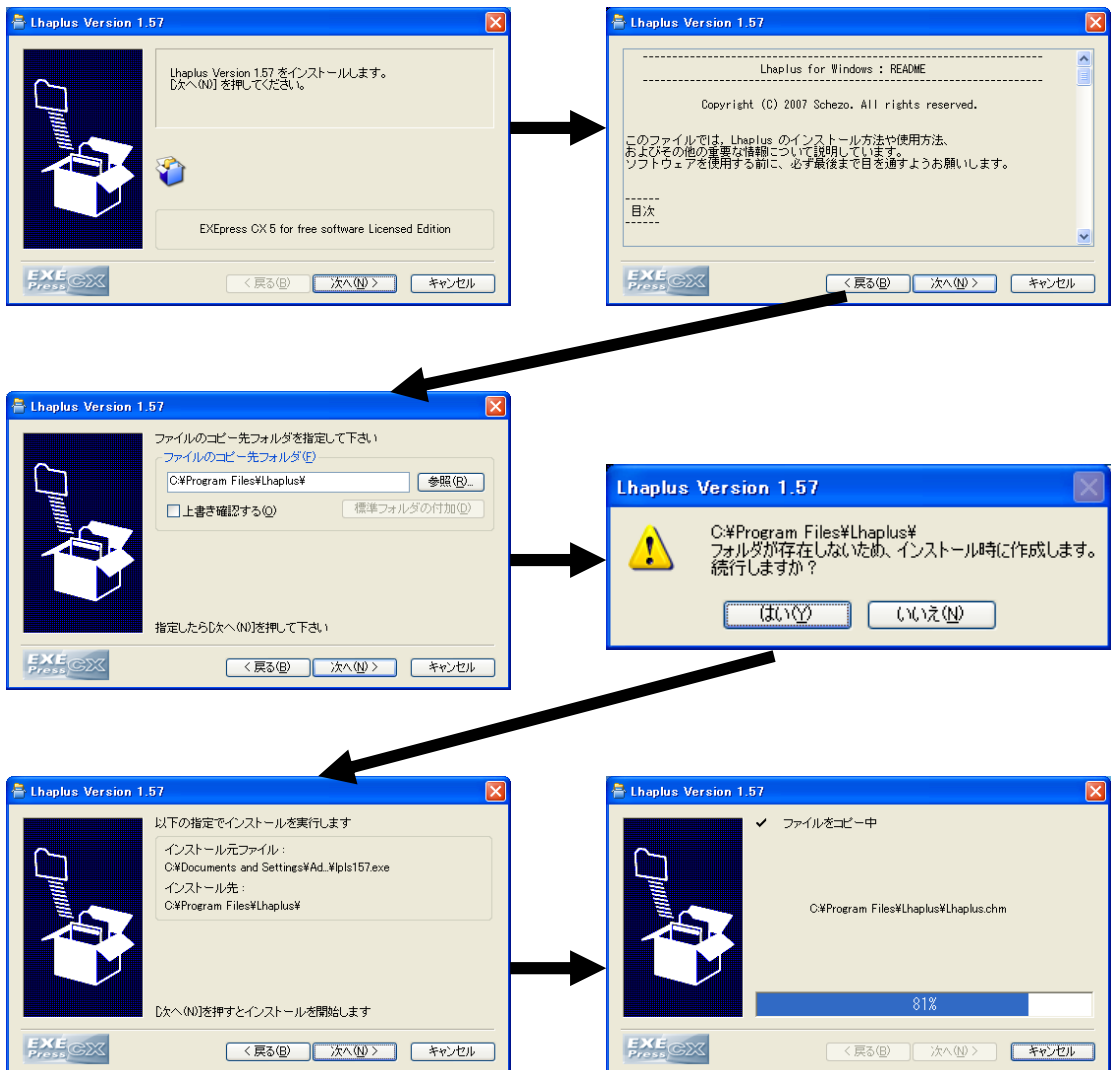 Lhaplus Version 1.57
Lhaplus Version 1.57 をインストールします。
[次へ(N)] を押してください。
EXEpress CX 5 for free software Licensed Edition
EXE Press CX
< 戻る(B)
次へ(N) >
キャンセル
Lhaplus Version 1.57
------------------------------------------------------------
Lhaplus for Windows : README
------------------------------------------------------------
Copyright (C) 2007 Schezo. All rights reserved.
このファイルでは, Lhaplus のインストール方法や使用方法、
およびその他の重要な情報について説明しています。
ソフトウェアを使用する前に、必ず最後まで目を通すようお願いします。
------
目次
------
EXE Press CX
< 戻る(B)
次へ(N) >
キャンセル
Lhaplus Version 1.57
ファイルのコピー先フォルダを指定して下さい
ファイルのコピー先フォルダ(F)
C:¥Program Files¥Lhaplus¥
参照(R)...
上書き確認する(O)
標準フォルダの付加(D)
指定したら[次へ(N)]を押して下さい
EXE Press CX
< 戻る(B)
次へ(N) >
キャンセル
Lhaplus Version 1.57
C:¥Program Files¥Lhaplus¥
フォルダが存在しないため、インストール時に作成します。
続行しますか？
はい(Y)
いいえ(N)
Lhaplus Version 1.57
以下の指定でインストールを実行します
インストール元ファイル :
C:¥Documents and Settings¥Ad..¥lpls157.exe
インストール先 :
C:¥Program Files¥Lhaplus¥
[次へ(N)]を押すとインストールを開始します
EXE Press CX
< 戻る(B)
次へ(N) >
キャンセル
Lhaplus Version 1.57
✓ ファイルをコピー中
C:¥Program Files¥Lhaplus¥Lhaplus.chm
81%
EXE Press CX
< 戻る(B)
次へ(N) >
キャンセル